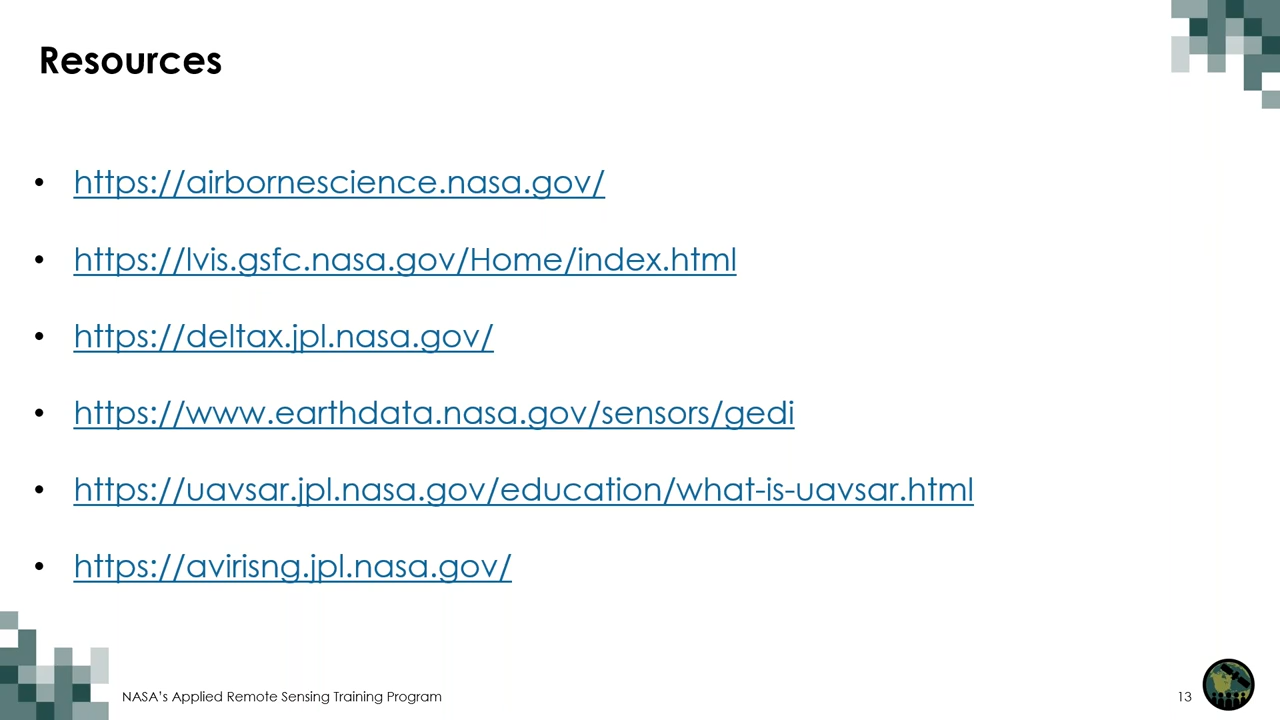 Resources
• https://airbornescience.nasa.gov/
• https://lvis.gsfc.nasa.gov/Home/index.html
• https://deltax.jpl.nasa.gov/
• https://www.earthdata.nasa.gov/sensors/gedi
• https://uavsar.jpl.nasa.gov/education/what-is-uavsar.html
• https://avirisng.jpl.nasa.gov/
NASA's Applied Remote Sensing Training Program
13